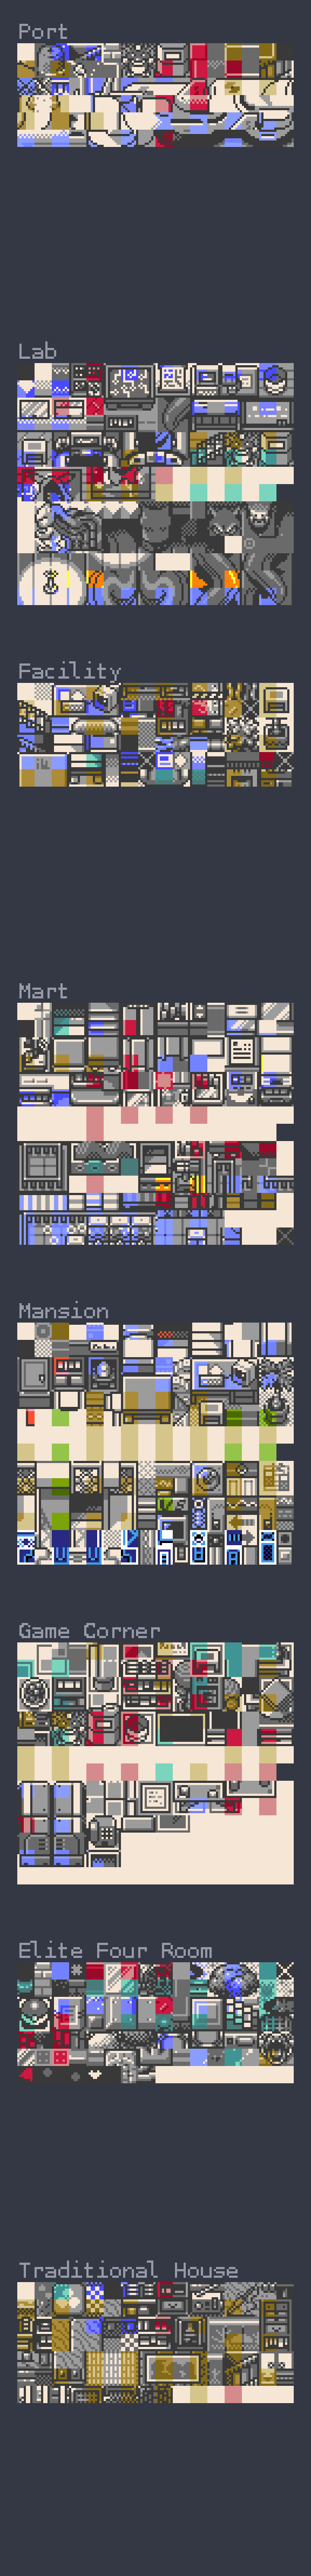 Port
Lab
Facility
Mart
Mansion
Game Corner
Elite Four Room
Traditional House